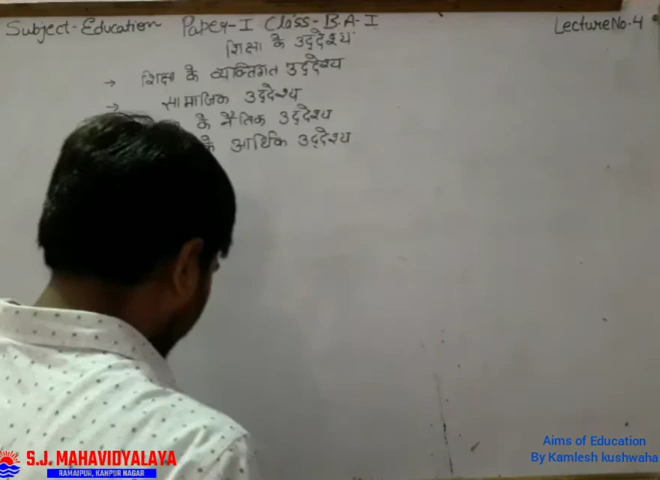 Subject-Education Paper-I Class-B.A-I
Lecture No.4
शिक्षा के उद्देश्य
→ शिक्षा के व्यक्तिगत उद्देश्य
→ सामाजिक उद्देश्य
के नैतिक उद्देश्य
के आर्थिक उद्देश्य
Aims of Education
By Kamlesh kushwaha
S.J. MAHAVIDYALAYA
RAMAIPUR, KANPUR NAGAR